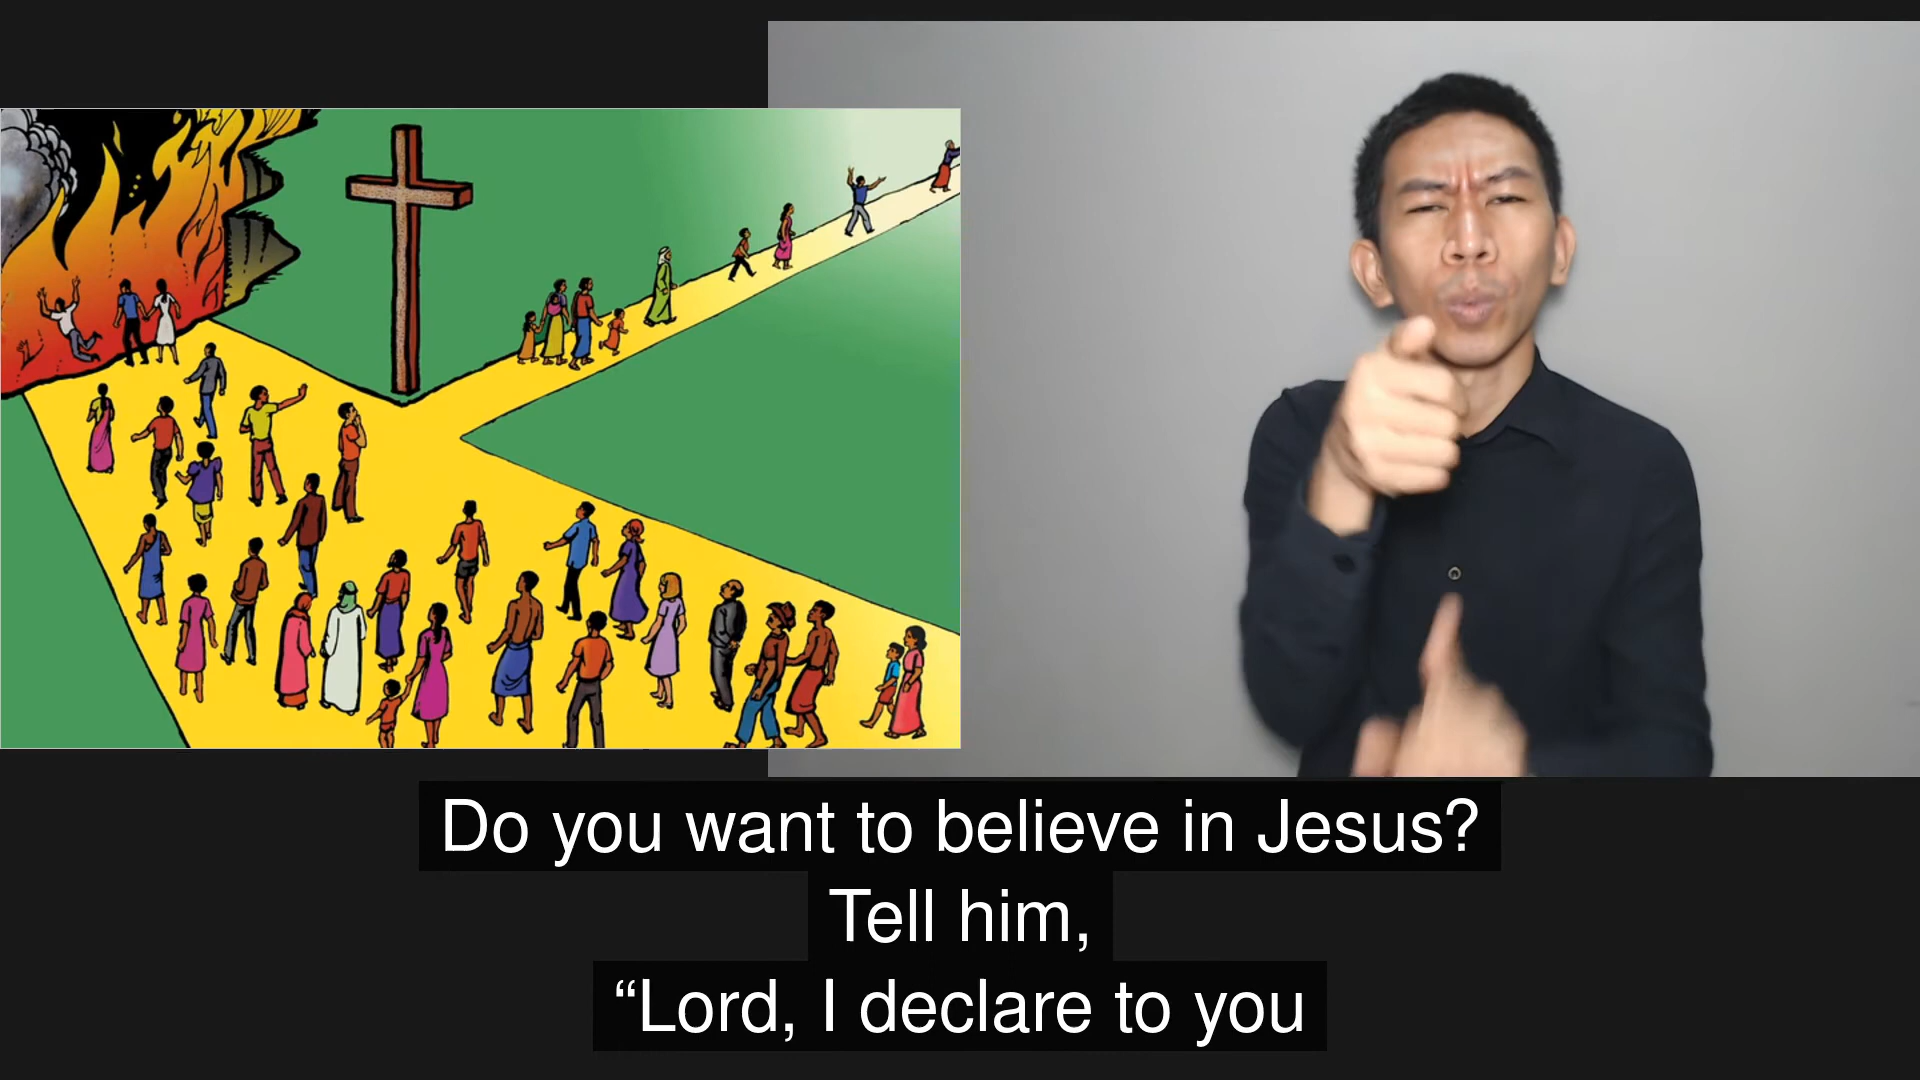 Do you want to believe in Jesus?
Tell him,
“Lord, I declare to you